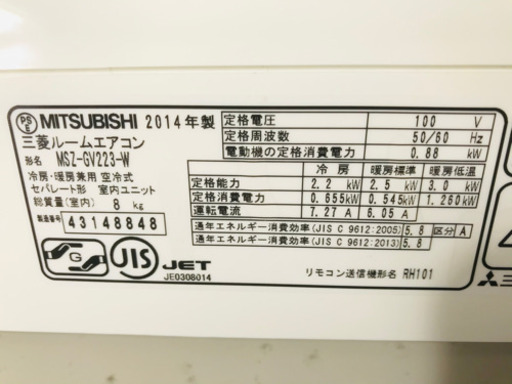 PS E MITSUBISHI 2014年製
三菱ルームエアコン
形名 MSZ-GV223-W
冷房・暖房兼用 空冷式
セパレート形 室内ユニット
総質量(室内) 8 kg
製造番号 43148848
定格電圧 100 V
定格周波数 50/60 Hz
電動機の定格消費電力 0.88 kW
冷房 暖房標準 暖房低温
定格能力 2.2 kW 2.5 kW 3.0 kW
定格消費電力 0.655kW 0.545kW 1.260kW
運転電流 7.27 A 6.05 A
通年エネルギー消費効率(JIS C 9612:2005) 5.8 区分 A
通年エネルギー消費効率(JIS C 9612:2013) 5.8
G JIS JET
JE0308014
リモコン送信機形名 RH101
三